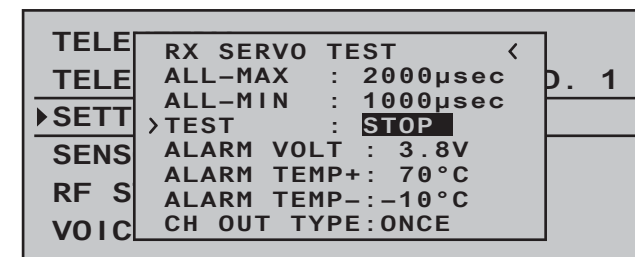 TELE
TELE D. 1
SETT
SENS
RF S
VOIC
RX SERVO TEST <
ALL–MAX : 2000µsec
ALL–MIN : 1000µsec
>TEST : STOP
ALARM VOLT : 3.8V
ALARM TEMP+: 70°C
ALARM TEMP–:–10°C
CH OUT TYPE:ONCE